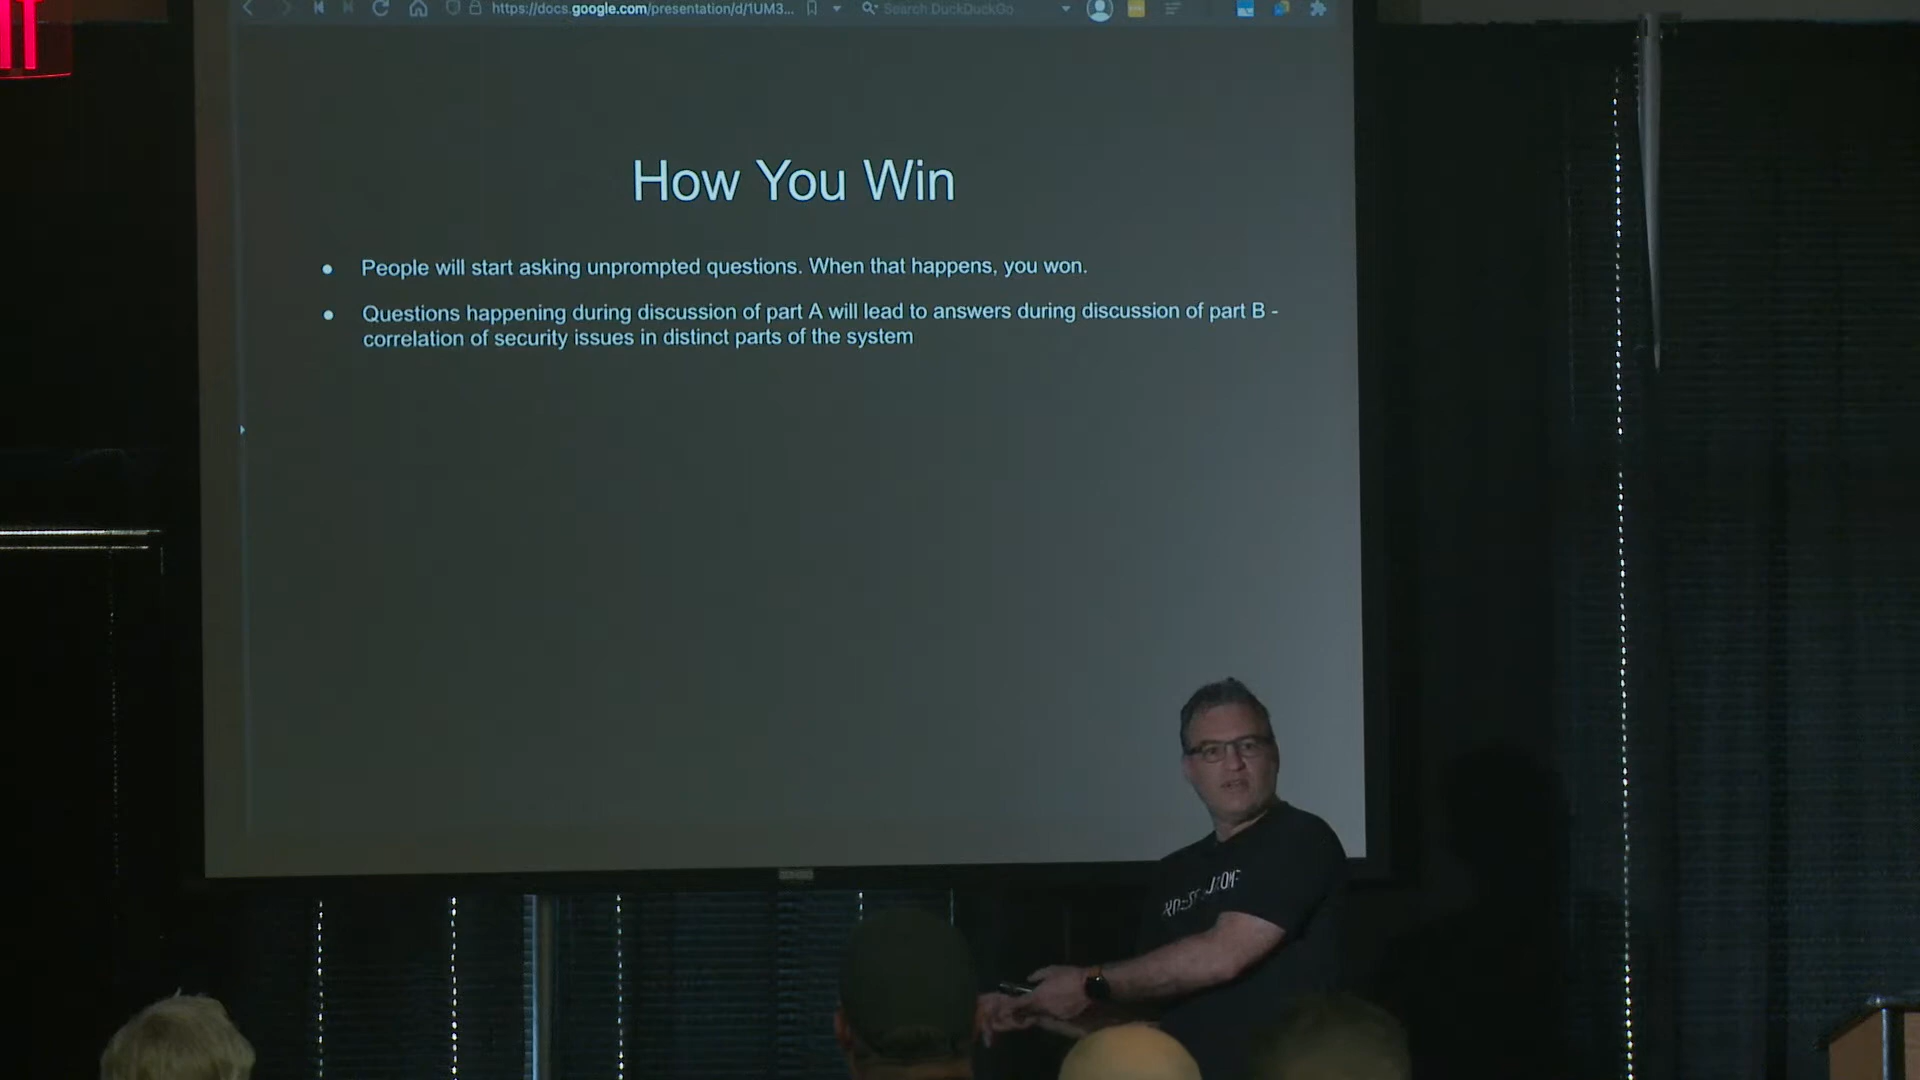 https://docs.google.com/presentation/d/1UM3...
Search DuckDuckGo
How You Win
● People will start asking unprompted questions. When that happens, you won.
● Questions happening during discussion of part A will lead to answers during discussion of part B -
correlation of security issues in distinct parts of the system